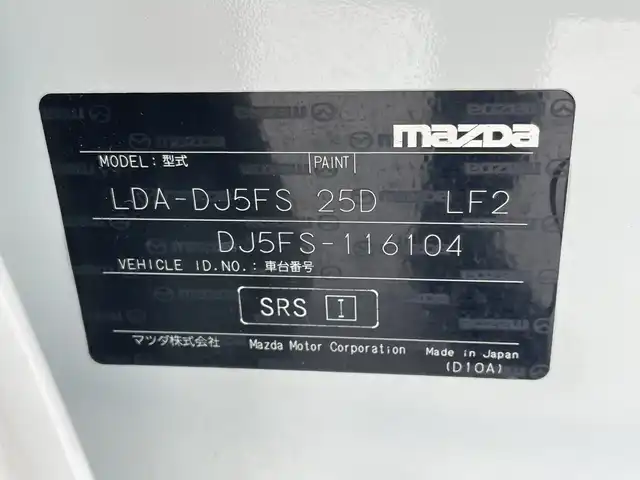 mazda
MODEL: 型式 PAINT
LDA-DJ5FS 25D LF2
DJ5FS-116104
VEHICLE ID.NO.: 車台番号
SRS I
マツダ株式会社 Mazda Motor Corporation Made in Japan
(D10A)